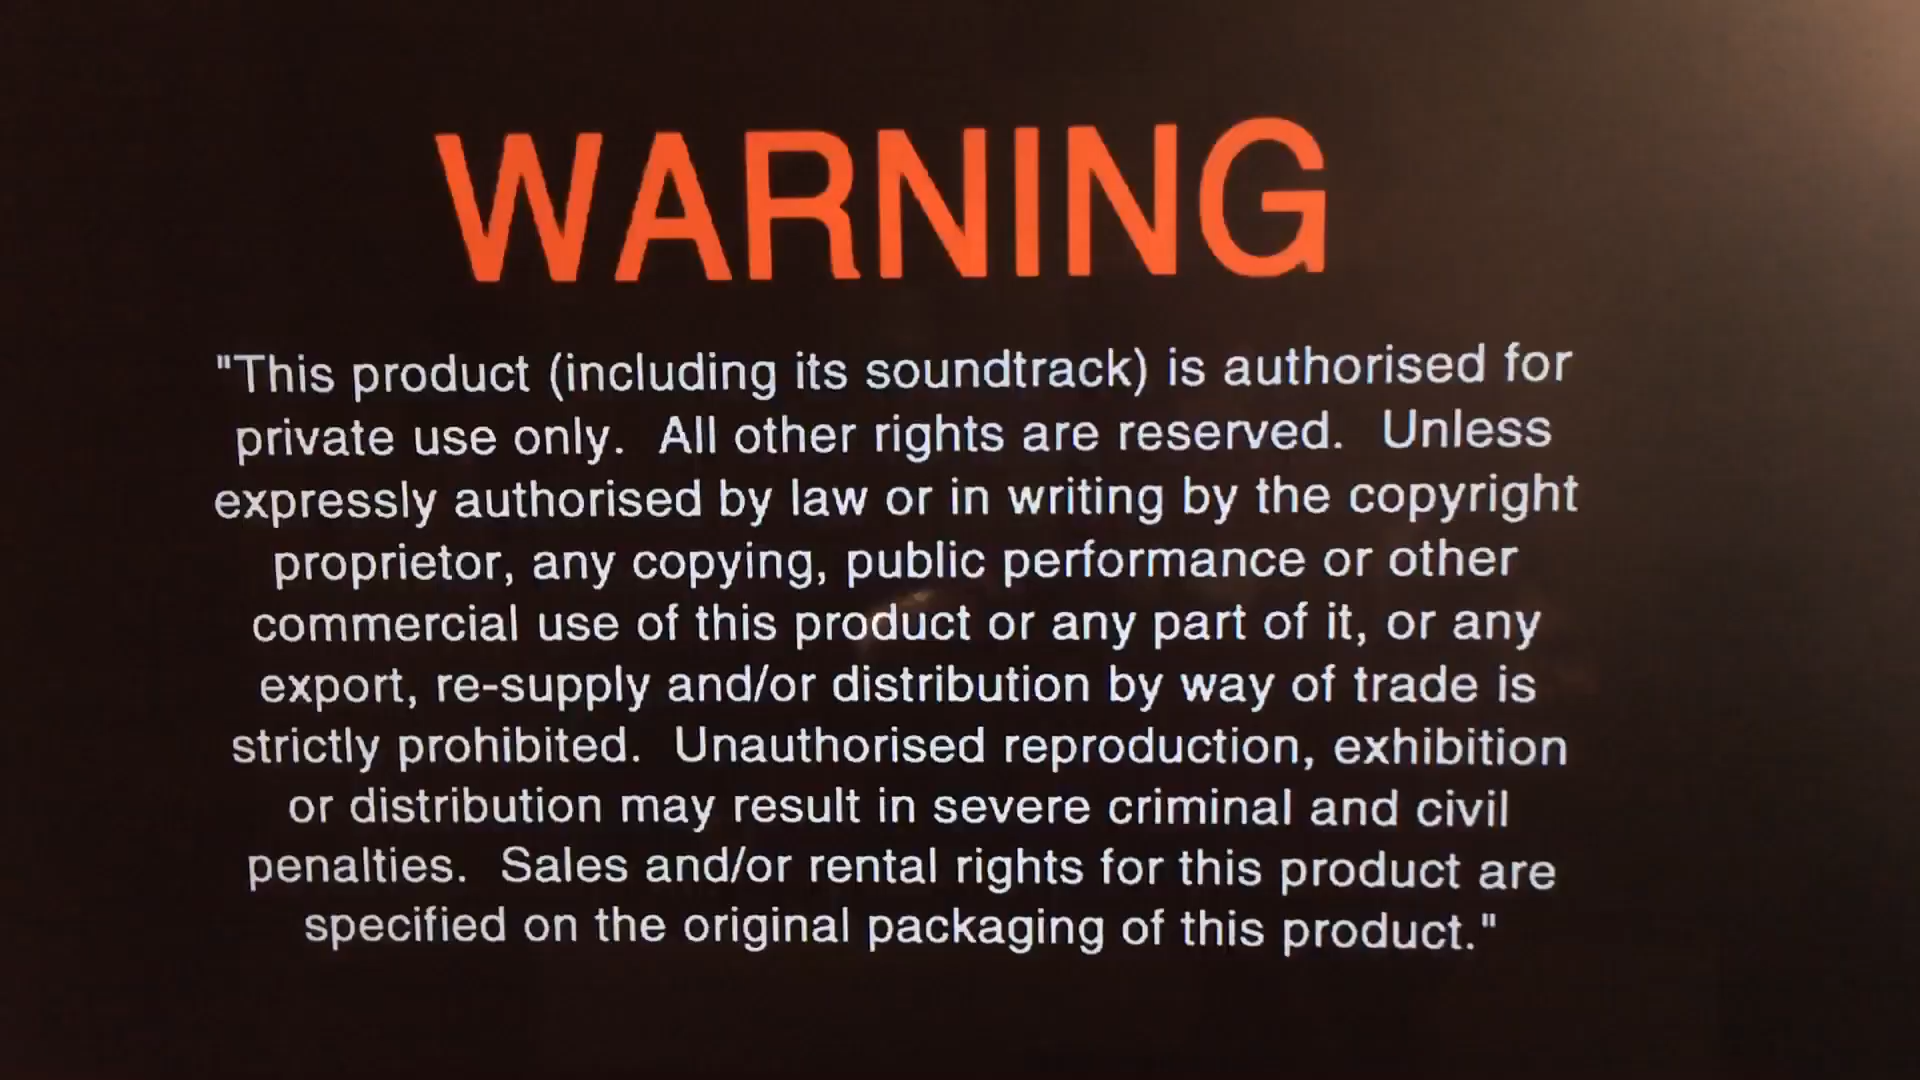 WARNING
"This product (including its soundtrack) is authorised for
private use only.  All other rights are reserved.  Unless
expressly authorised by law or in writing by the copyright
proprietor, any copying, public performance or other
commercial use of this product or any part of it, or any
export, re-supply and/or distribution by way of trade is
strictly prohibited.  Unauthorised reproduction, exhibition
or distribution may result in severe criminal and civil
penalties.  Sales and/or rental rights for this product are
specified on the original packaging of this product."